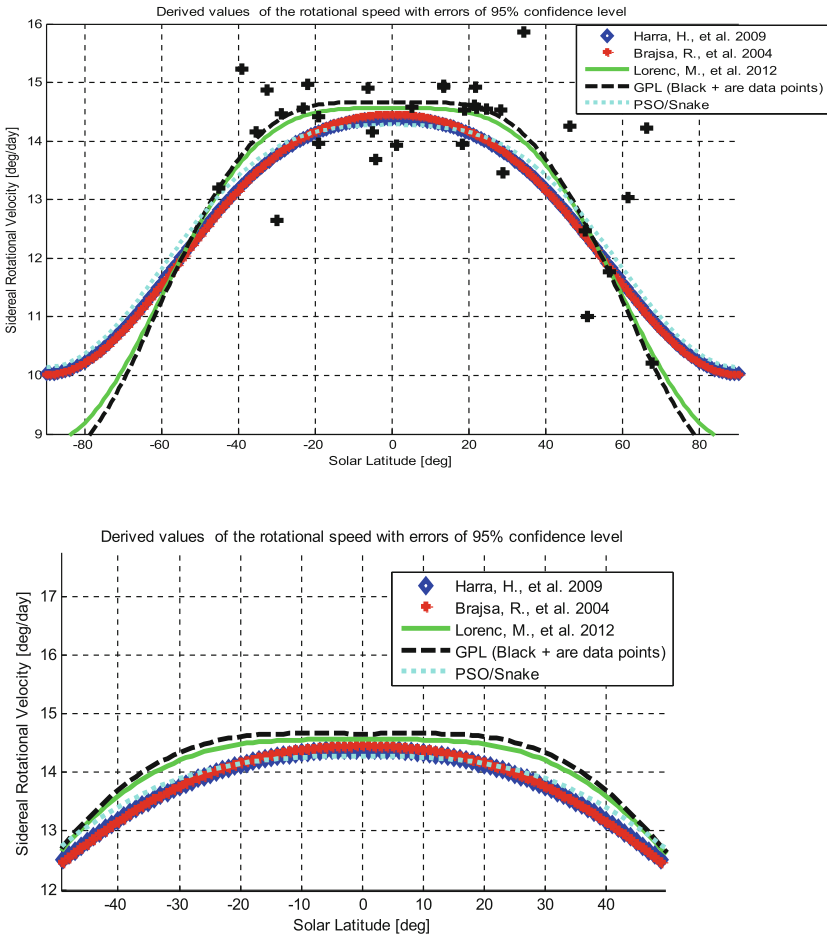 Derived values of the rotational speed with errors of 95% confidence level
Sidereal Rotational Velocity [deg/day]
16
15
14
13
12
11
10
9
Harra, H., et al. 2009
Brajsa, R., et al. 2004
Lorenc, M., et al. 2012
GPL (Black + are data points)
PSO/Snake
-80 -60 -40 -20 0 20 40 60 80
Solar Latitude [deg]
Derived values of the rotational speed with errors of 95% confidence level
Sidereal Rotational Velocity [deg/day]
17
16
15
14
13
12
Harra, H., et al. 2009
Brajsa, R., et al. 2004
Lorenc, M., et al. 2012
GPL (Black + are data points)
PSO/Snake
-40 -30 -20 -10 0 10 20 30 40
Solar Latitude [deg]